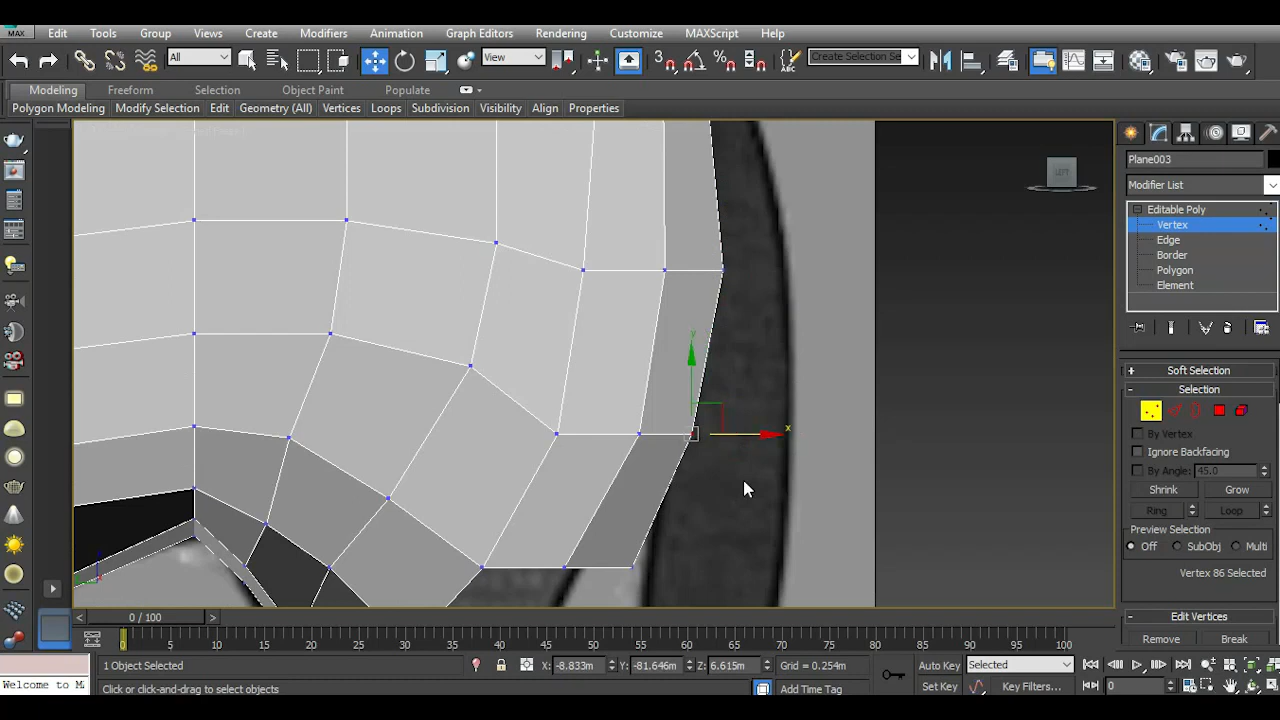 MAX Edit Tools Group Views Create Modifiers Animation Graph Editors Rendering Customize MAXScript Help
All View 3 ABC Create Selection Se
Modeling Freeform Selection Object Paint Populate
Polygon Modeling Modify Selection Edit Geometry (All) Vertices Loops Subdivision Visibility Align Properties
LEFT
y
x
Plane003
Modifier List
Editable Poly
Vertex
Edge
Border
Polygon
Element
Soft Selection
Selection
By Vertex
Ignore Backfacing
By Angle: 45.0
Shrink Grow
Ring Loop
Preview Selection
Off SubObj Multi
Vertex 86 Selected
Edit Vertices
Remove Break
< 0 / 100 >
0 5 10 15 20 25 30 35 40 45 50 55 60 65 70 75 80 85 90 95 100
1 Object Selected X: -8.833m Y: -81.646m Z: 6.615m Grid = 0.254m Auto Key Selected
Welcome to M Click or click-and-drag to select objects Add Time Tag Set Key Key Filters... 0